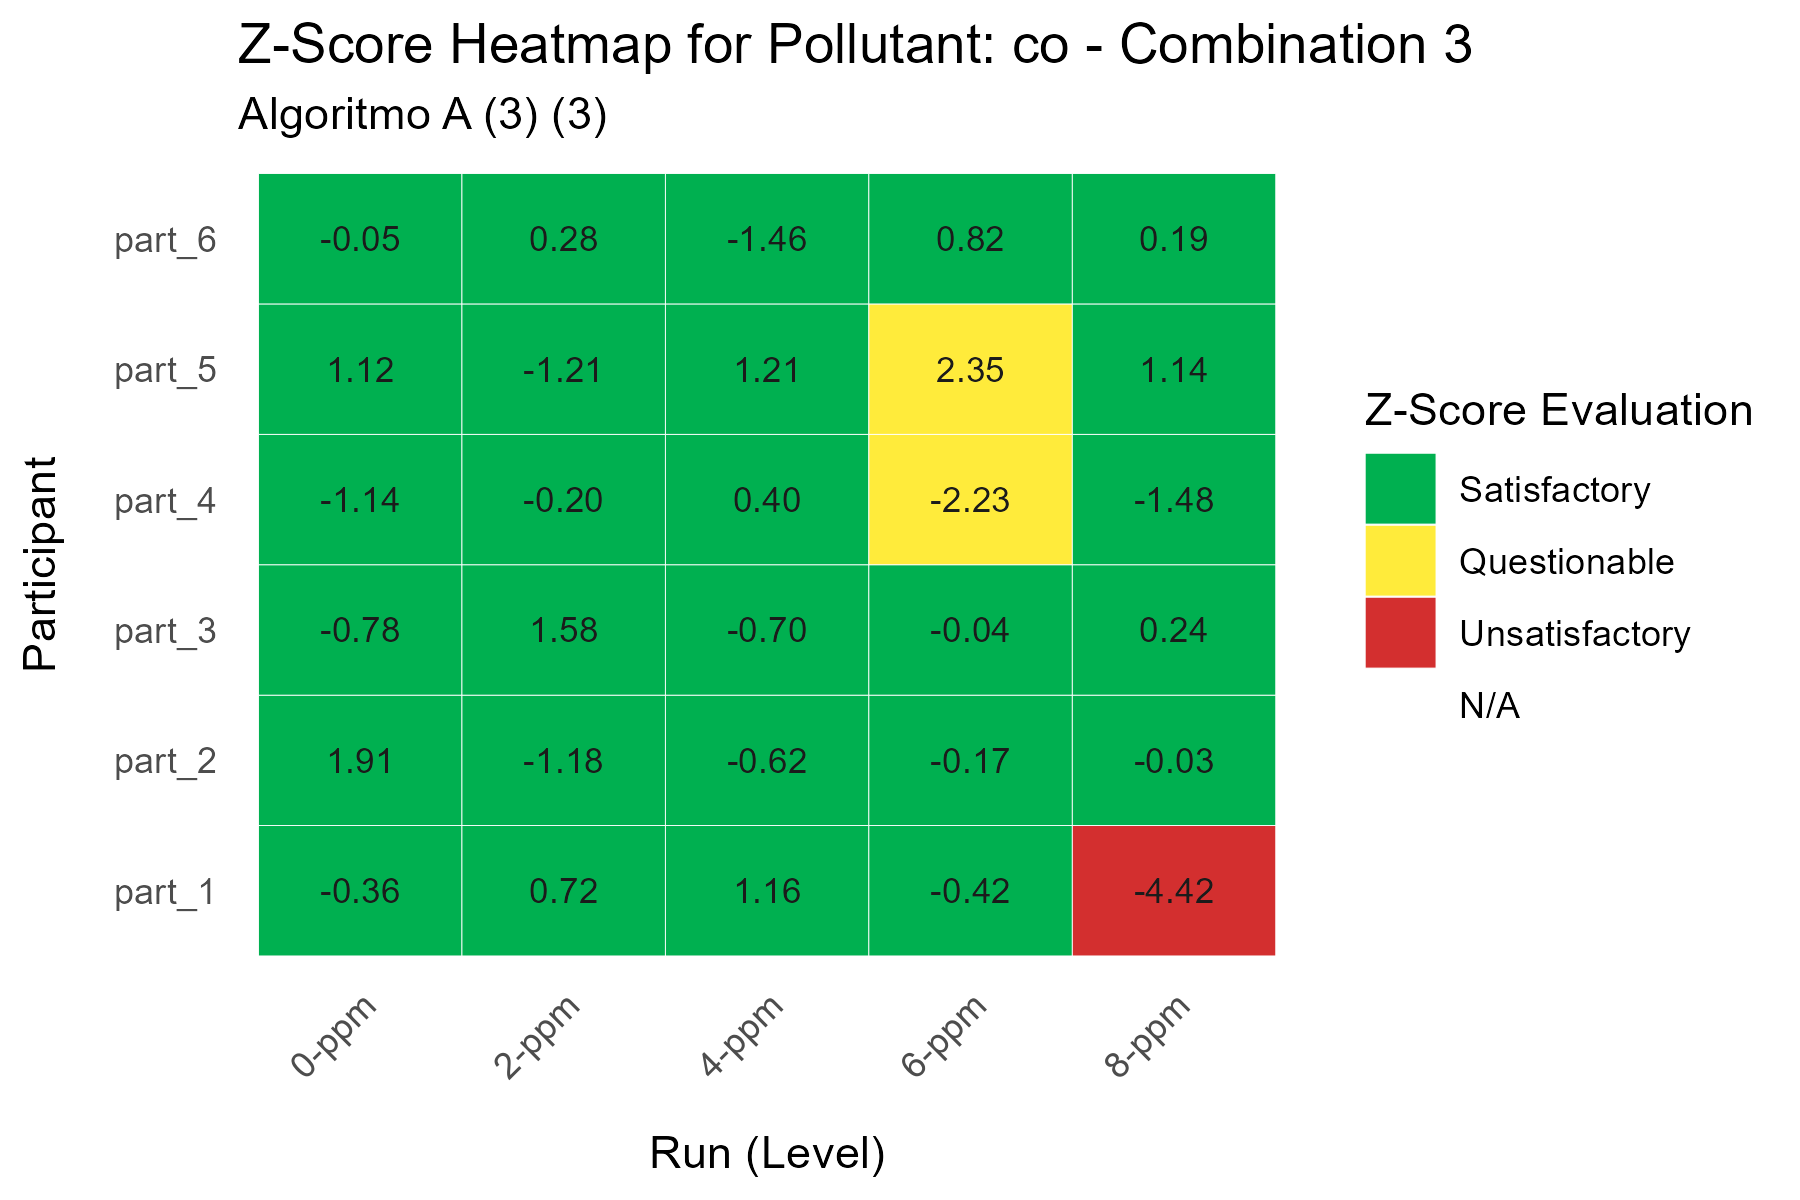 Z-Score Heatmap for Pollutant: co - Combination 3
Algoritmo A (3) (3)
Participant
part_6 -0.05 0.28 -1.46 0.82 0.19
part_5 1.12 -1.21 1.21 2.35 1.14
part_4 -1.14 -0.20 0.40 -2.23 -1.48
part_3 -0.78 1.58 -0.70 -0.04 0.24
part_2 1.91 -1.18 -0.62 -0.17 -0.03
part_1 -0.36 0.72 1.16 -0.42 -4.42
0-ppm 2-ppm 4-ppm 6-ppm 8-ppm
Run (Level)
Z-Score Evaluation
Satisfactory
Questionable
Unsatisfactory
N/A